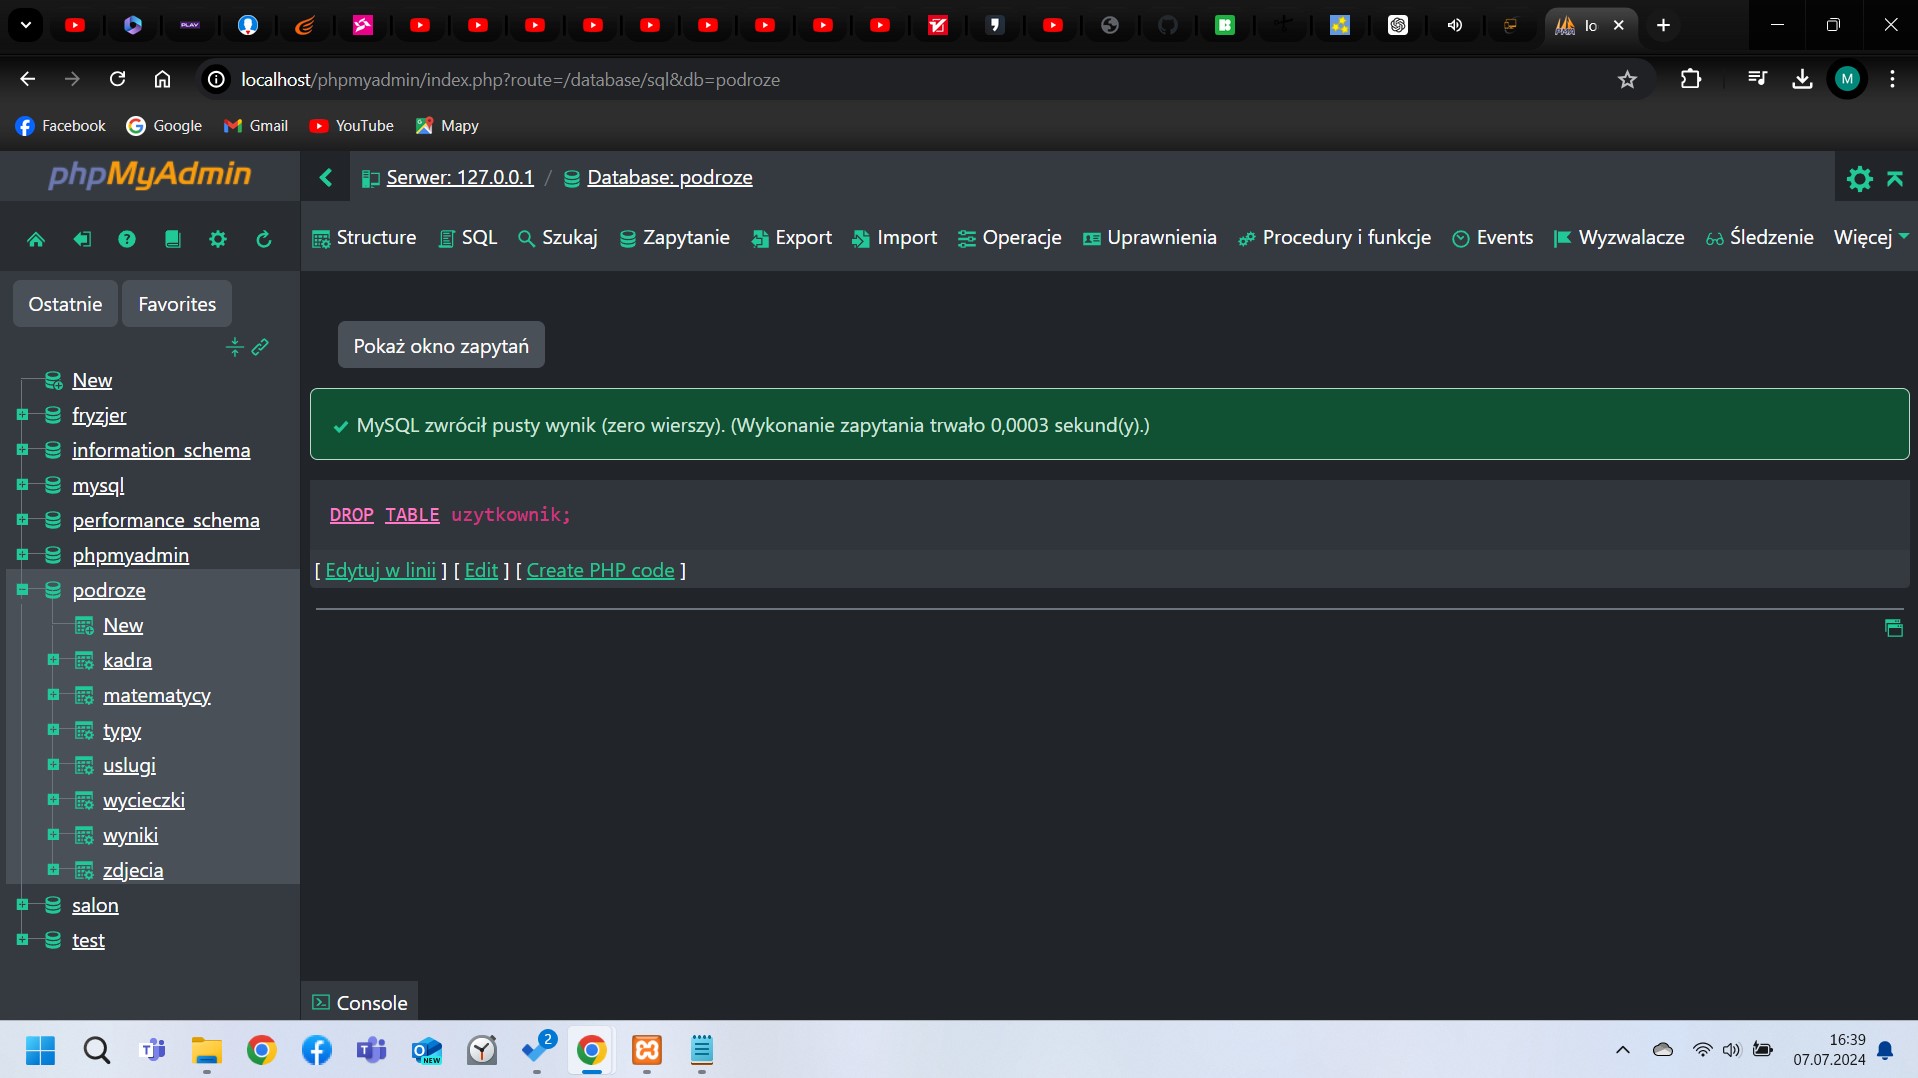 PLAY
lo
localhost/phpmyadmin/index.php?route=/database/sql&db=podroze
M
Facebook
Google
Gmail
YouTube
Mapy
phpMyAdmin
Serwer: 127.0.0.1 / Database: podroze
Structure
SQL
Szukaj
Zapytanie
Export
Import
Operacje
Uprawnienia
Procedury i funkcje
Events
Wyzwalacze
Śledzenie
Więcej
Ostatnie
Favorites
New
fryzjer
information_schema
mysql
performance_schema
phpmyadmin
podroze
New
kadra
matematycy
typy
uslugi
wycieczki
wyniki
zdjecia
salon
test
Pokaż okno zapytań
MySQL zwrócił pusty wynik (zero wierszy). (Wykonanie zapytania trwało 0,0003 sekund(y).)
DROP TABLE uzytkownik;
[ Edytuj w linii ] [ Edit ] [ Create PHP code ]
Console
NEW
2
16:39
07.07.2024